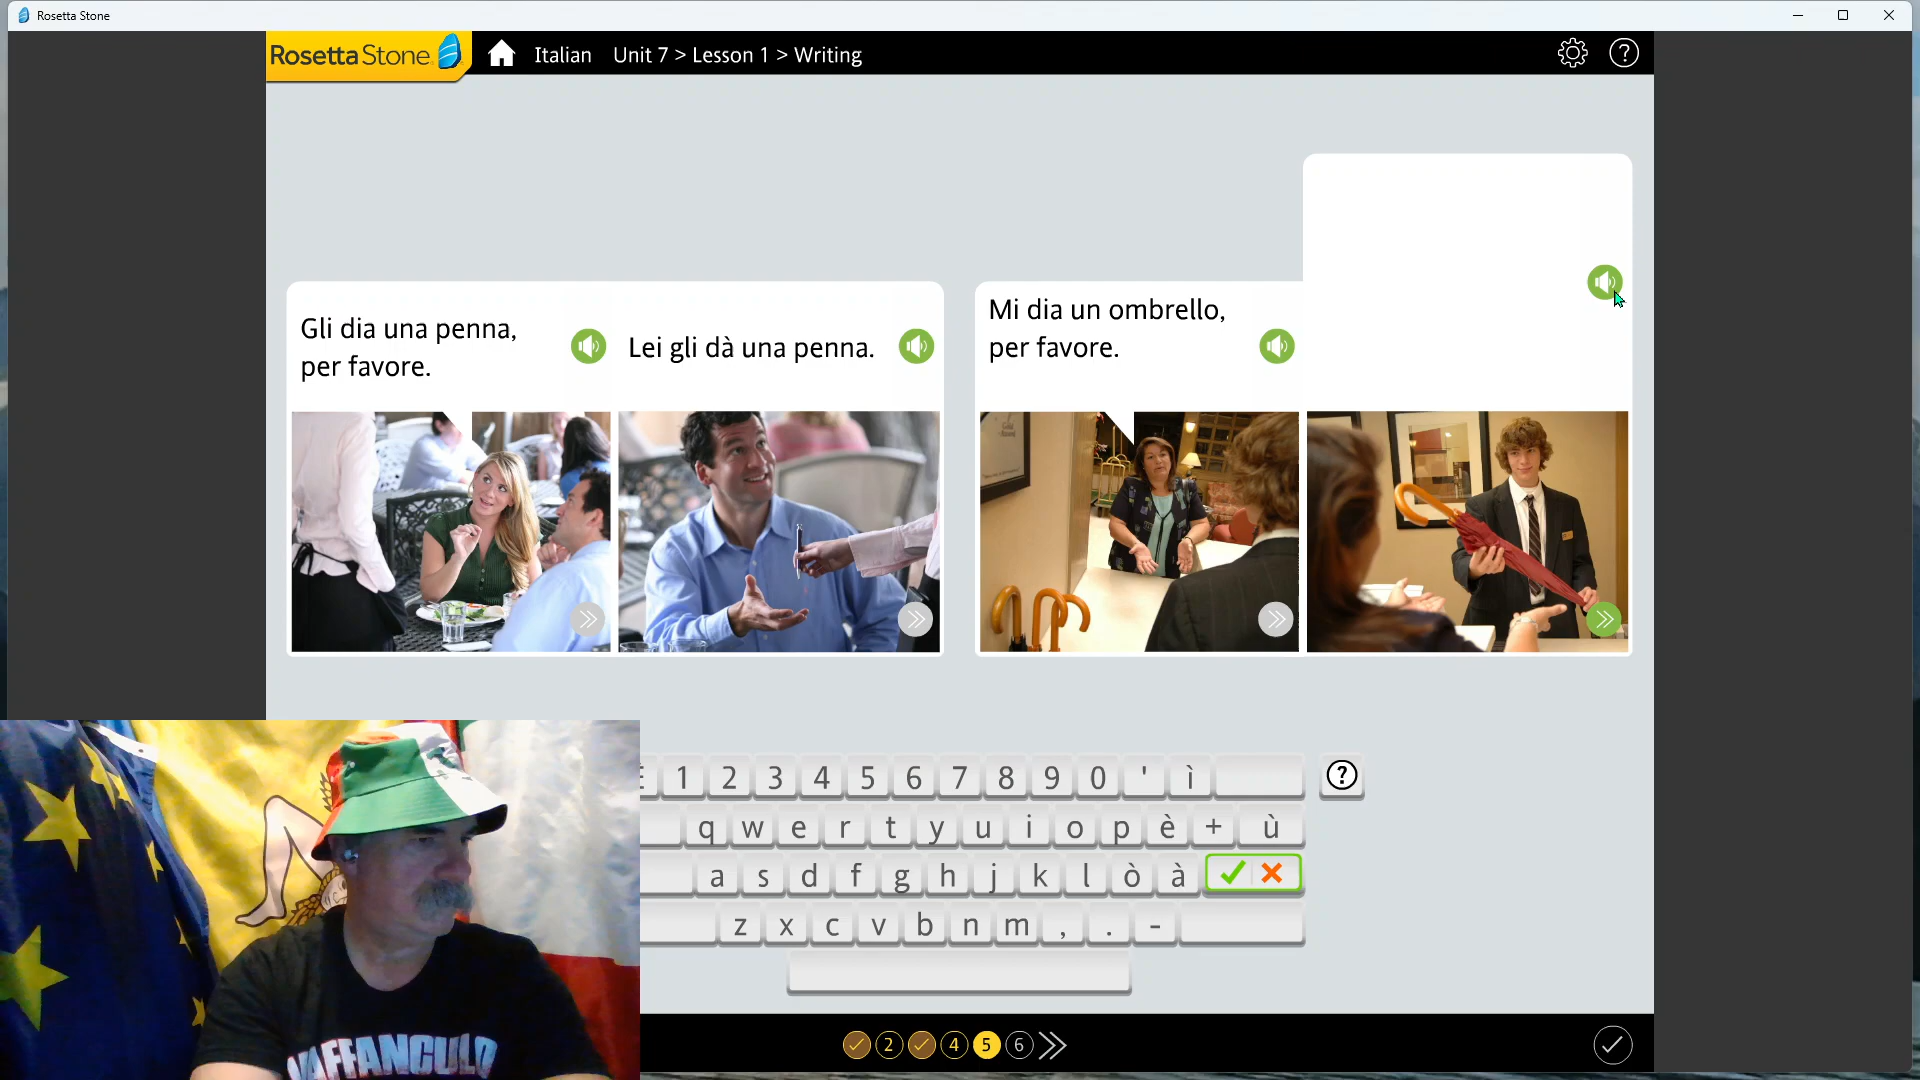 Rosetta Stone
RosettaStone
Italian Unit 7 > Lesson 1 > Writing
?
Gli dia una penna,
per favore.
Lei gli dà una penna.
Mi dia un ombrello,
per favore.
1 2 3 4 5 6 7 8 9 0 ' ì
?
q w e r t y u i o p è + ù
a s d f g h j k l ò à
z x c v b n m , . -
VAFFANCULO
2 4 5 6